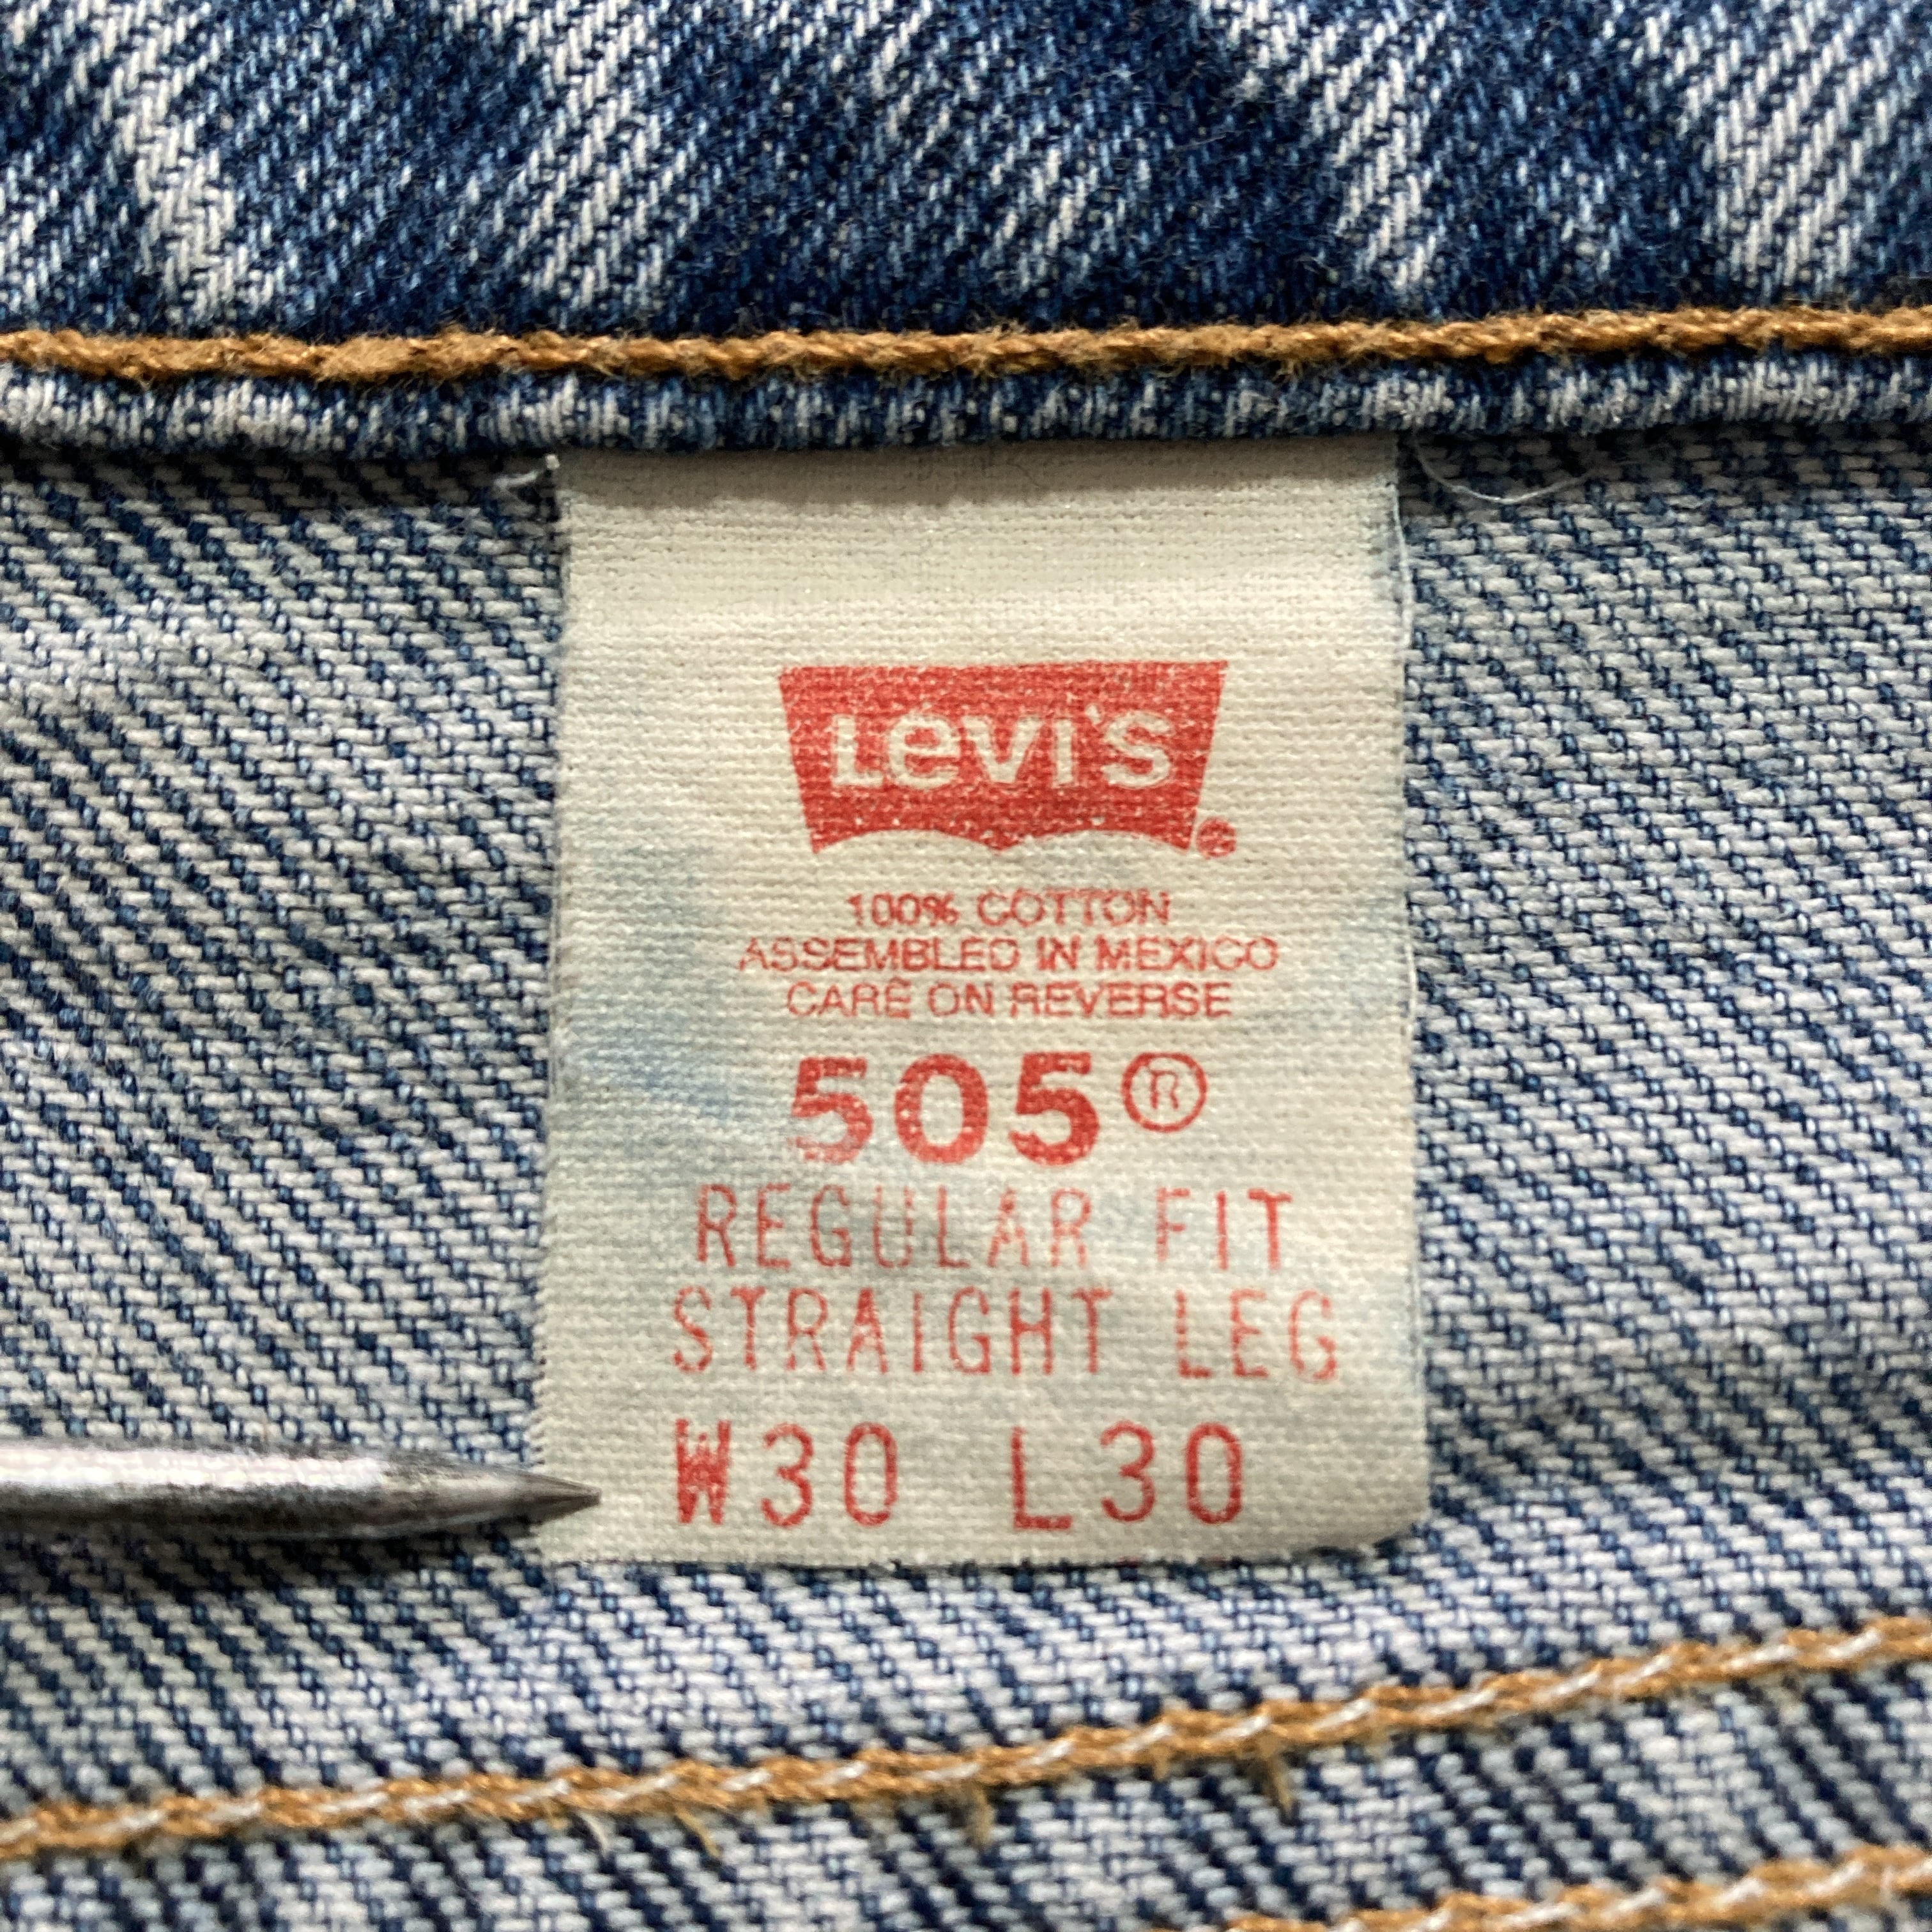 Levi's
100% COTTON
ASSEMBLED IN MEXICO
CARE ON REVERSE
505®
REGULAR FIT
STRAIGHT LEG
W30 L30